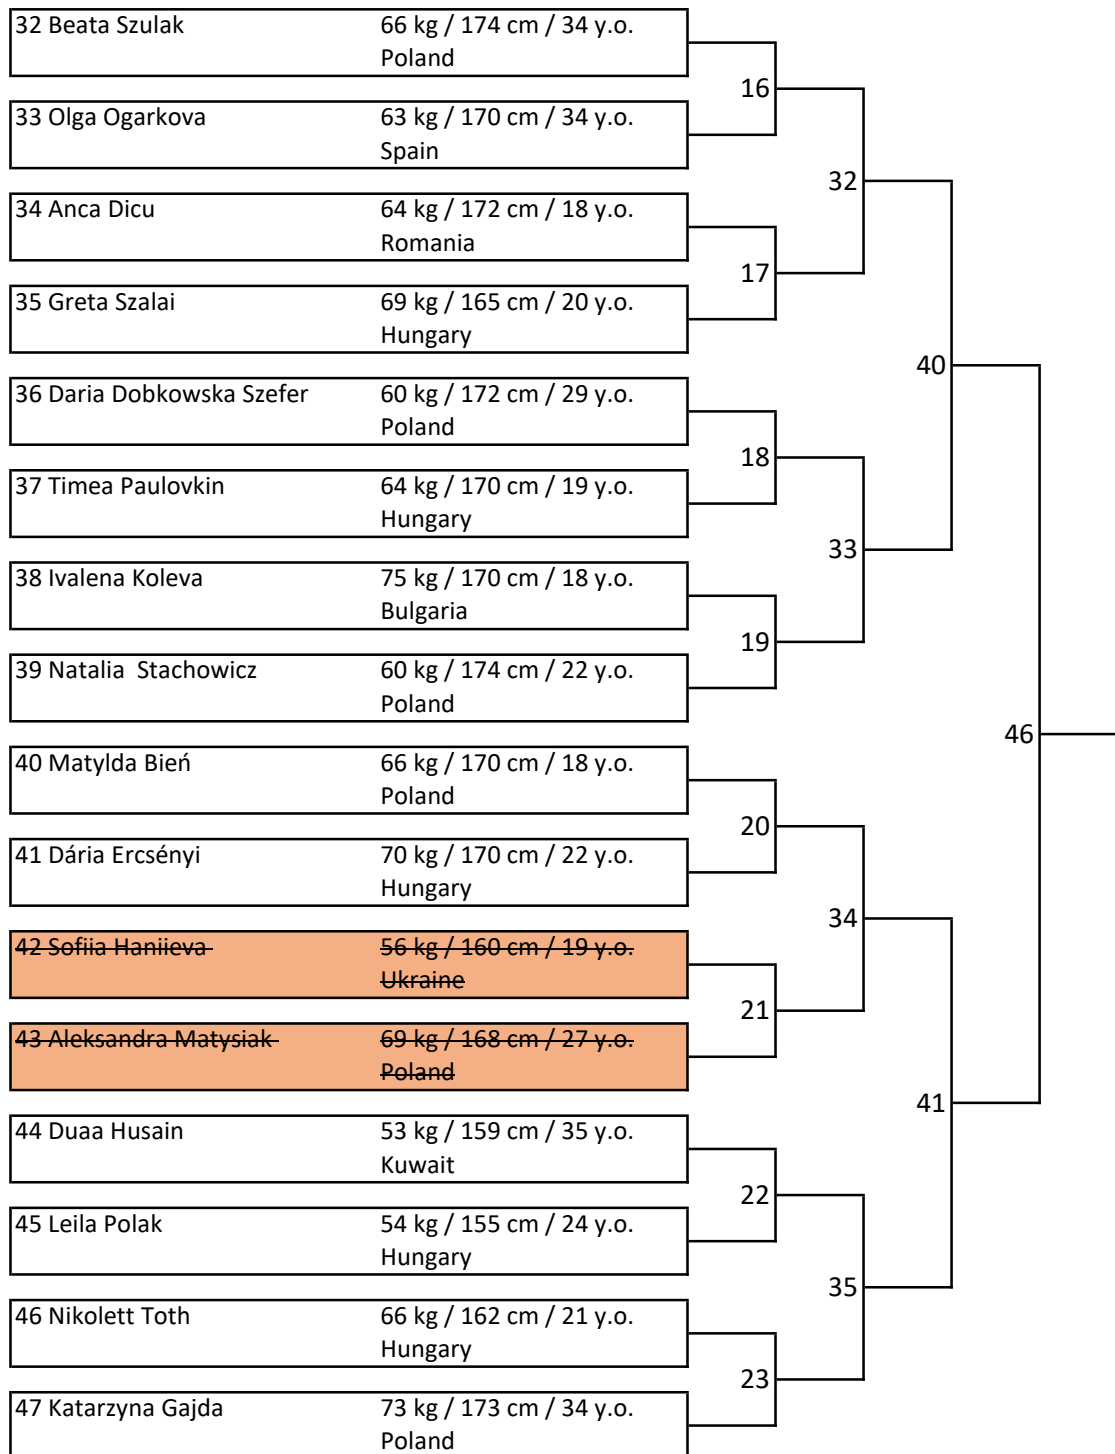 32 Beata Szulak 66 kg / 174 cm / 34 y.o.
Poland
16
33 Olga Ogarkova 63 kg / 170 cm / 34 y.o.
Spain
32
34 Anca Dicu 64 kg / 172 cm / 18 y.o.
Romania
17
35 Greta Szalai 69 kg / 165 cm / 20 y.o.
Hungary
40
36 Daria Dobkowska Szefer 60 kg / 172 cm / 29 y.o.
Poland
18
37 Timea Paulovkin 64 kg / 170 cm / 19 y.o.
Hungary
33
38 Ivalena Koleva 75 kg / 170 cm / 18 y.o.
Bulgaria
19
39 Natalia  Stachowicz 60 kg / 174 cm / 22 y.o.
Poland
46
40 Matylda Bień 66 kg / 170 cm / 18 y.o.
Poland
20
41 Dária Ercsényi 70 kg / 170 cm / 22 y.o.
Hungary
34
42 Sofiia Haniieva 56 kg / 160 cm / 19 y.o.
Ukraine
21
43 Aleksandra Matysiak 69 kg / 168 cm / 27 y.o.
Poland
41
44 Duaa Husain 53 kg / 159 cm / 35 y.o.
Kuwait
22
45 Leila Polak 54 kg / 155 cm / 24 y.o.
Hungary
35
46 Nikolett Toth 66 kg / 162 cm / 21 y.o.
Hungary
23
47 Katarzyna Gajda 73 kg / 173 cm / 34 y.o.
Poland